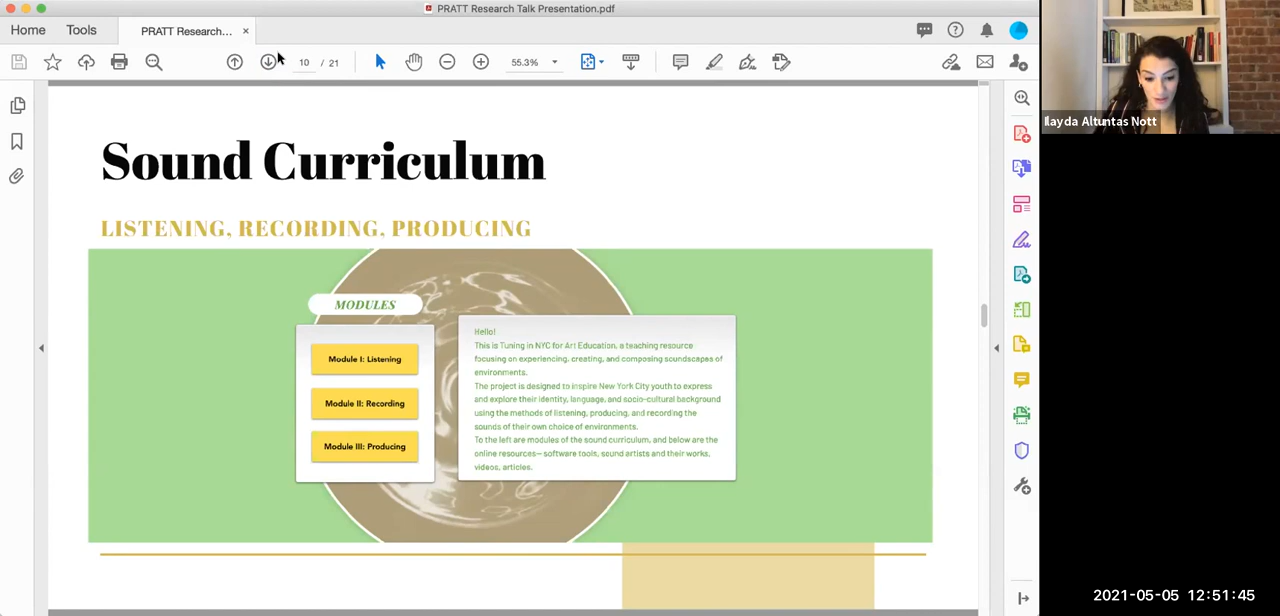 PRATT Research Talk Presentation.pdf
Home
Tools
PRATT Research... ×
10 / 21
55.3%
Sound Curriculum
LISTENING, RECORDING, PRODUCING
MODULES
Module I: Listening
Module II: Recording
Module III: Producing
Hello!
This is Tuning in NYC for Art Education, a teaching resource
focusing on experiencing, creating, and composing soundscapes of
environments.
The project is designed to inspire New York City youth to express
and explore their identity, language, and socio-cultural background
using the methods of listening, producing, and recording the
sounds of their own choice of environments.
To the left are modules of the sound curriculum, and below are the
online resources— software tools, sound artists and their works,
videos, articles.
Ilayda Altuntas Nott
2021-05-05 12:51:45